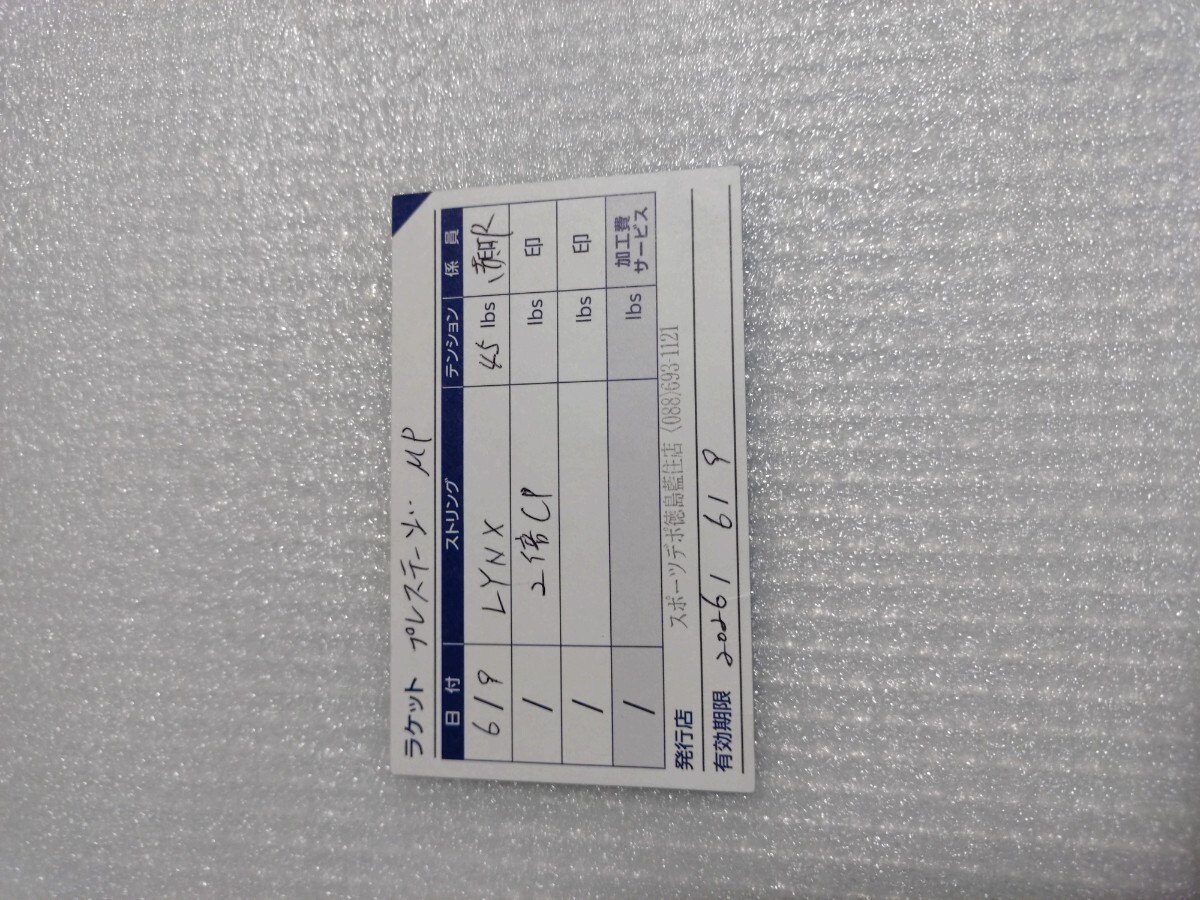 ラケット プレステージ MP
日 付 ストリング テンション 係 員
6/9 LYNX 45 lbs
/ 2倍CP lbs 印
/ lbs 印
/ lbs 加工費サービス
発行店 スポーツデポ徳島藍住店 (088)693-1121
有効期限 2026/ 6/ 9